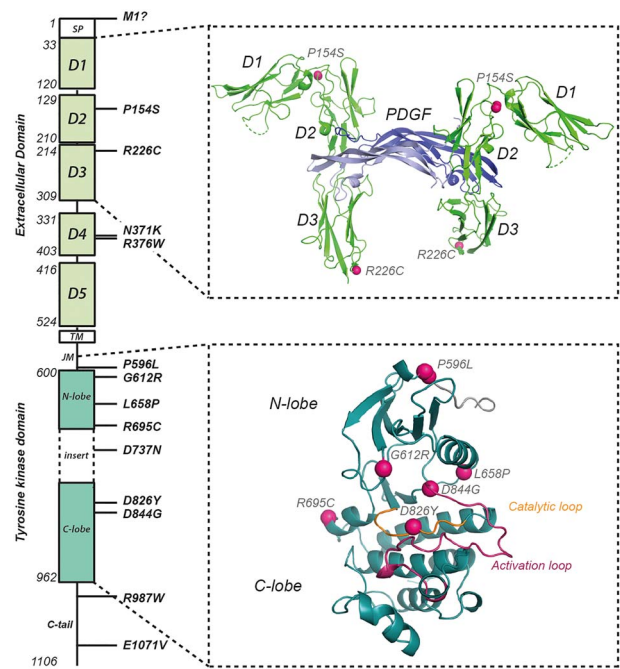 1
M1?
SP
33
D1
120
129
D2
P154S
210
214
R226C
D3
309
331
N371K
D4
R376W
403
416
D5
524
TM
JM
P596L
600
G612R
N-lobe
L658P
R695C
insert
D737N
D826Y
D844G
C-lobe
962
R987W
C-tail
E1071V
1106
Extracellular Domain
Tyrosine kinase domain
D1
P154S
P154S
D1
PDGF
D2
D2
D3
D3
R226C
R226C
P596L
N-lobe
G612R
L658P
D844G
R695C
D826Y
Catalytic loop
Activation loop
C-lobe